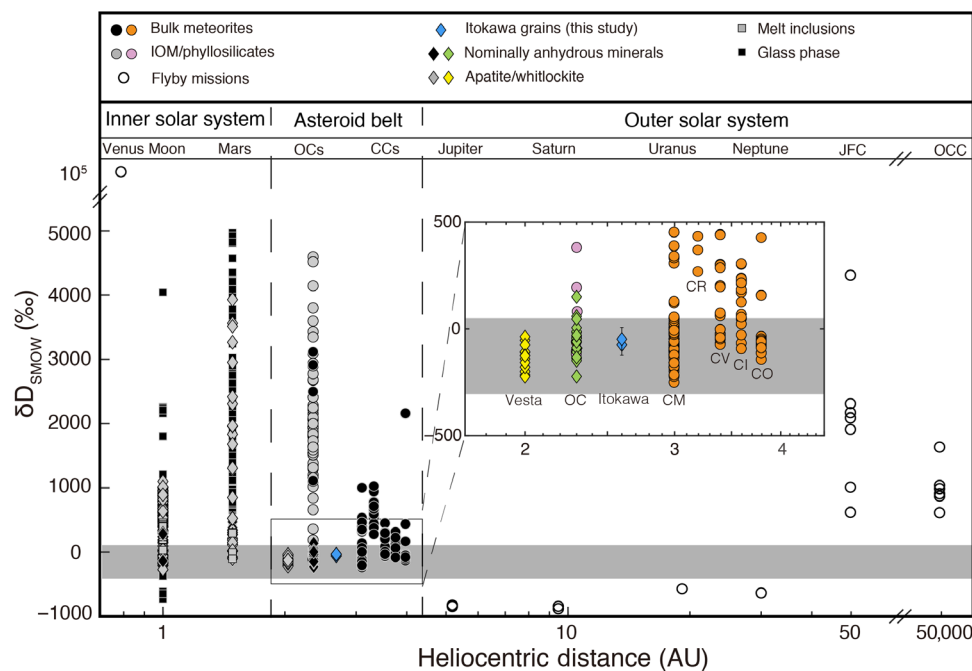 Bulk meteorites
Itokawa grains (this study)
Melt inclusions
IOM/phyllosilicates
Nominally anhydrous minerals
Glass phase
Flyby missions
Apatite/whitlockite
Inner solar system
Asteroid belt
Outer solar system
Venus Moon Mars OCs CCs Jupiter Saturn Uranus Neptune JFC OCC
10⁵
5000
4000
3000
2000
1000
0
−1000
δD_SMOW (‰)
500
0
−500
CR
CV
CI
CO
Vesta OC Itokawa CM
2 3 4
1 10 50 50,000
Heliocentric distance (AU)